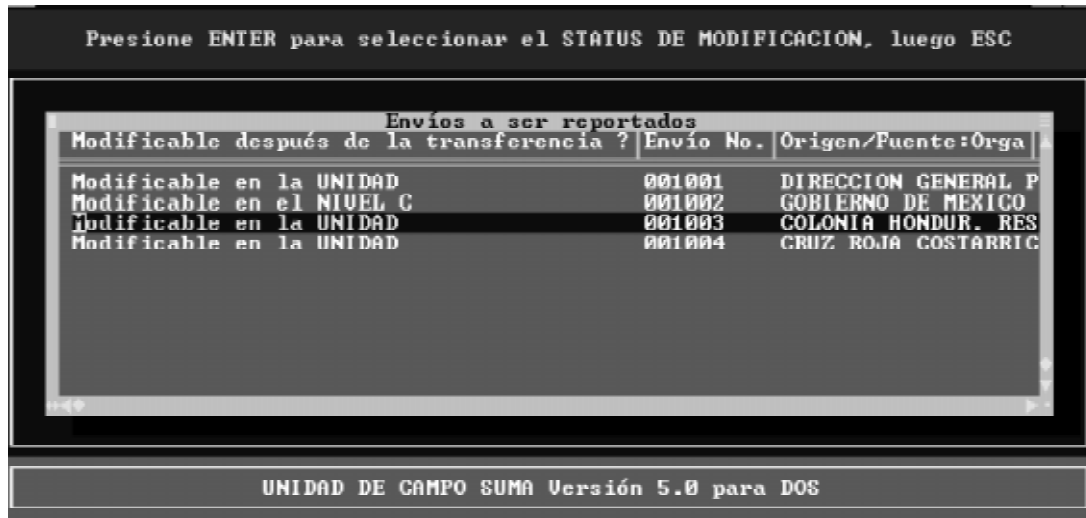 Presione ENTER para seleccionar el STATUS DE MODIFICACION, luego ESC
Envíos a ser reportados
Modificable después de la transferencia ? Envío No. Origen/Fuente:Orga
Modificable en la UNIDAD 001001 DIRECCION GENERAL P
Modificable en el NIVEL C 001002 GOBIERNO DE MEXICO
Modificable en la UNIDAD 001003 COLONIA HONDUR. RES
Modificable en la UNIDAD 001004 CRUZ ROJA COSTARRIC
UNIDAD DE CAMPO SUMA Versión 5.0 para DOS